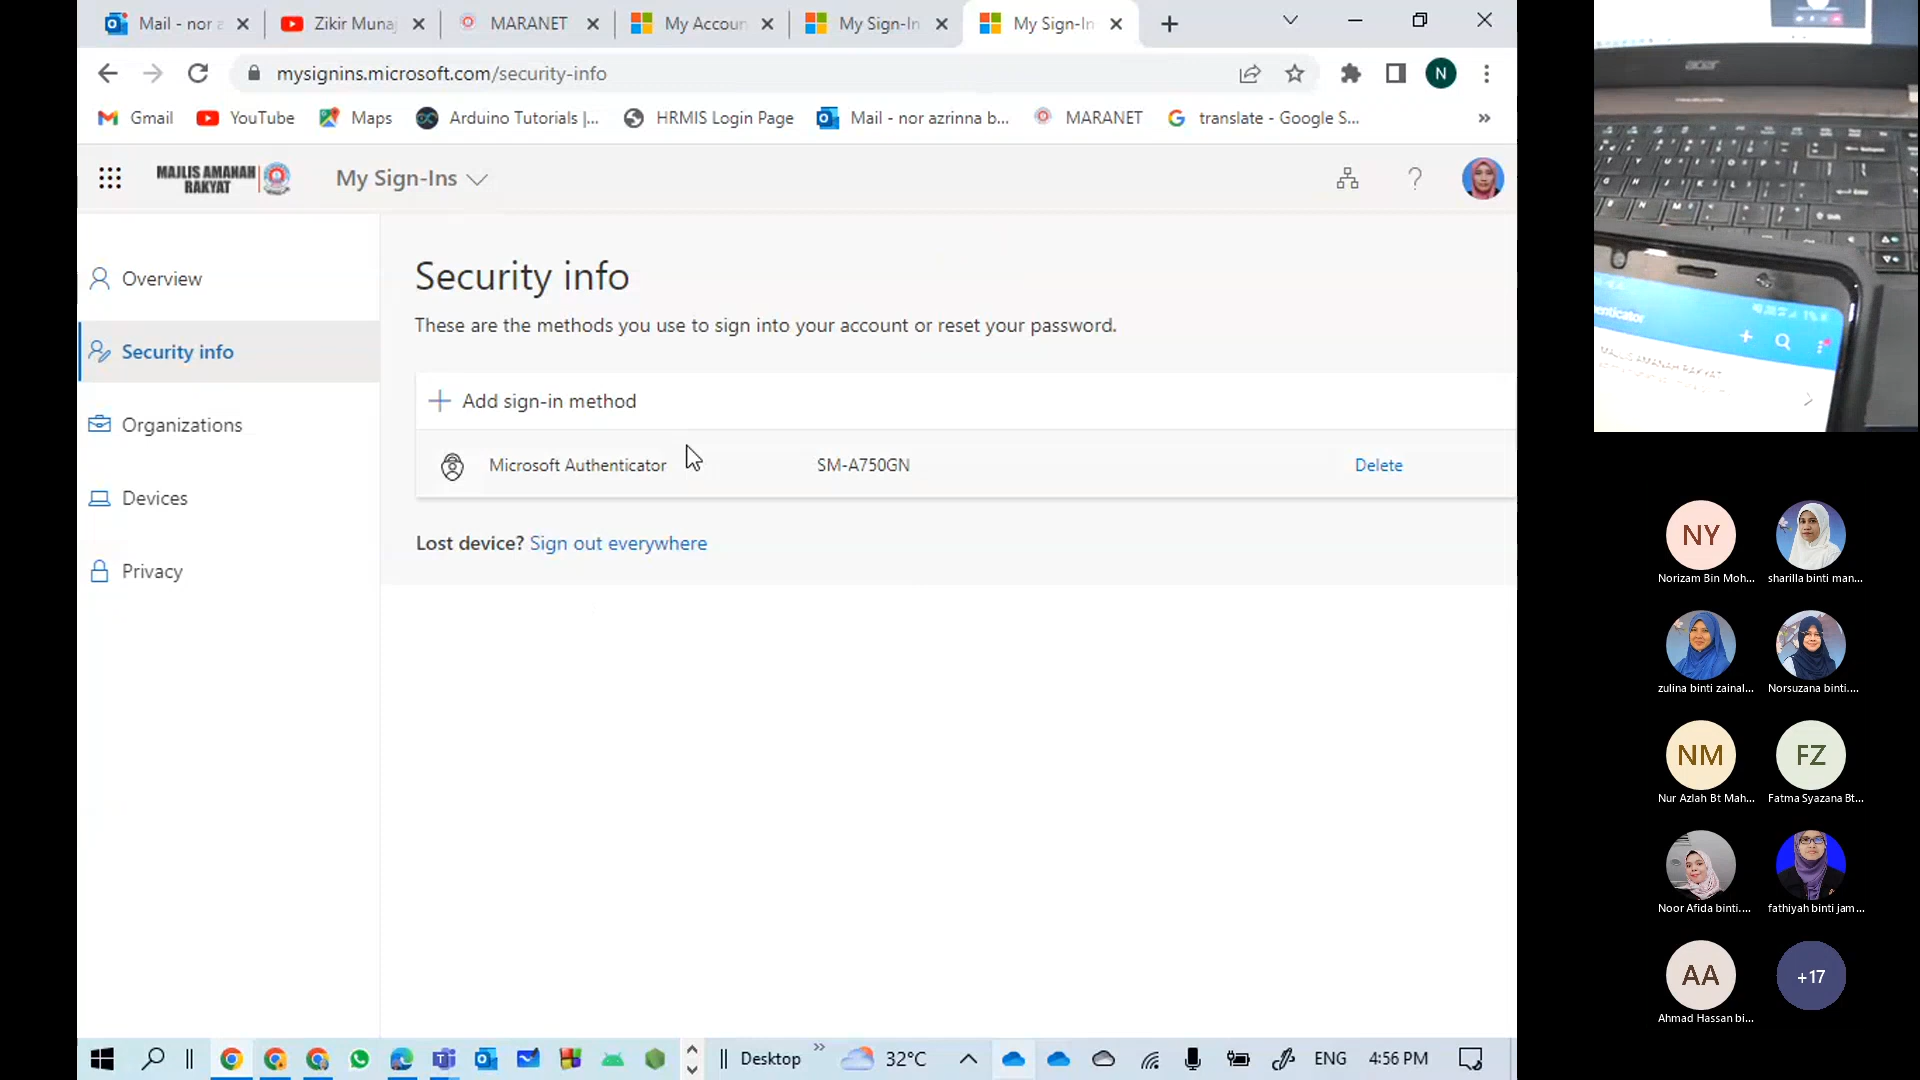 Mail - nor a
Zikir Munaj
MARANET
My Accoun
My Sign-In
My Sign-In
mysignins.microsoft.com/security-info
N
Gmail
YouTube
Maps
Arduino Tutorials |...
HRMIS Login Page
Mail - nor azrinna b...
MARANET
translate - Google S...
»
MAJLIS AMANAH
RAKYAT
My Sign-Ins
Overview
Security info
Organizations
Devices
Privacy
Security info
These are the methods you use to sign into your account or reset your password.
Add sign-in method
Microsoft Authenticator
SM-A750GN
Delete
Lost device? Sign out everywhere
Desktop
»
32°C
ENG
4:56 PM
acer
enticator
MAJLIS AMANAH RAKYAT
NY
Norizam Bin Moh...
sharilla binti man...
zulina binti zainal...
Norsuzana binti....
NM
Nur Azlah Bt Mah...
FZ
Fatma Syazana Bt...
Noor Afida binti....
fathiyah binti jam...
AA
Ahmad Hassan bi...
+17